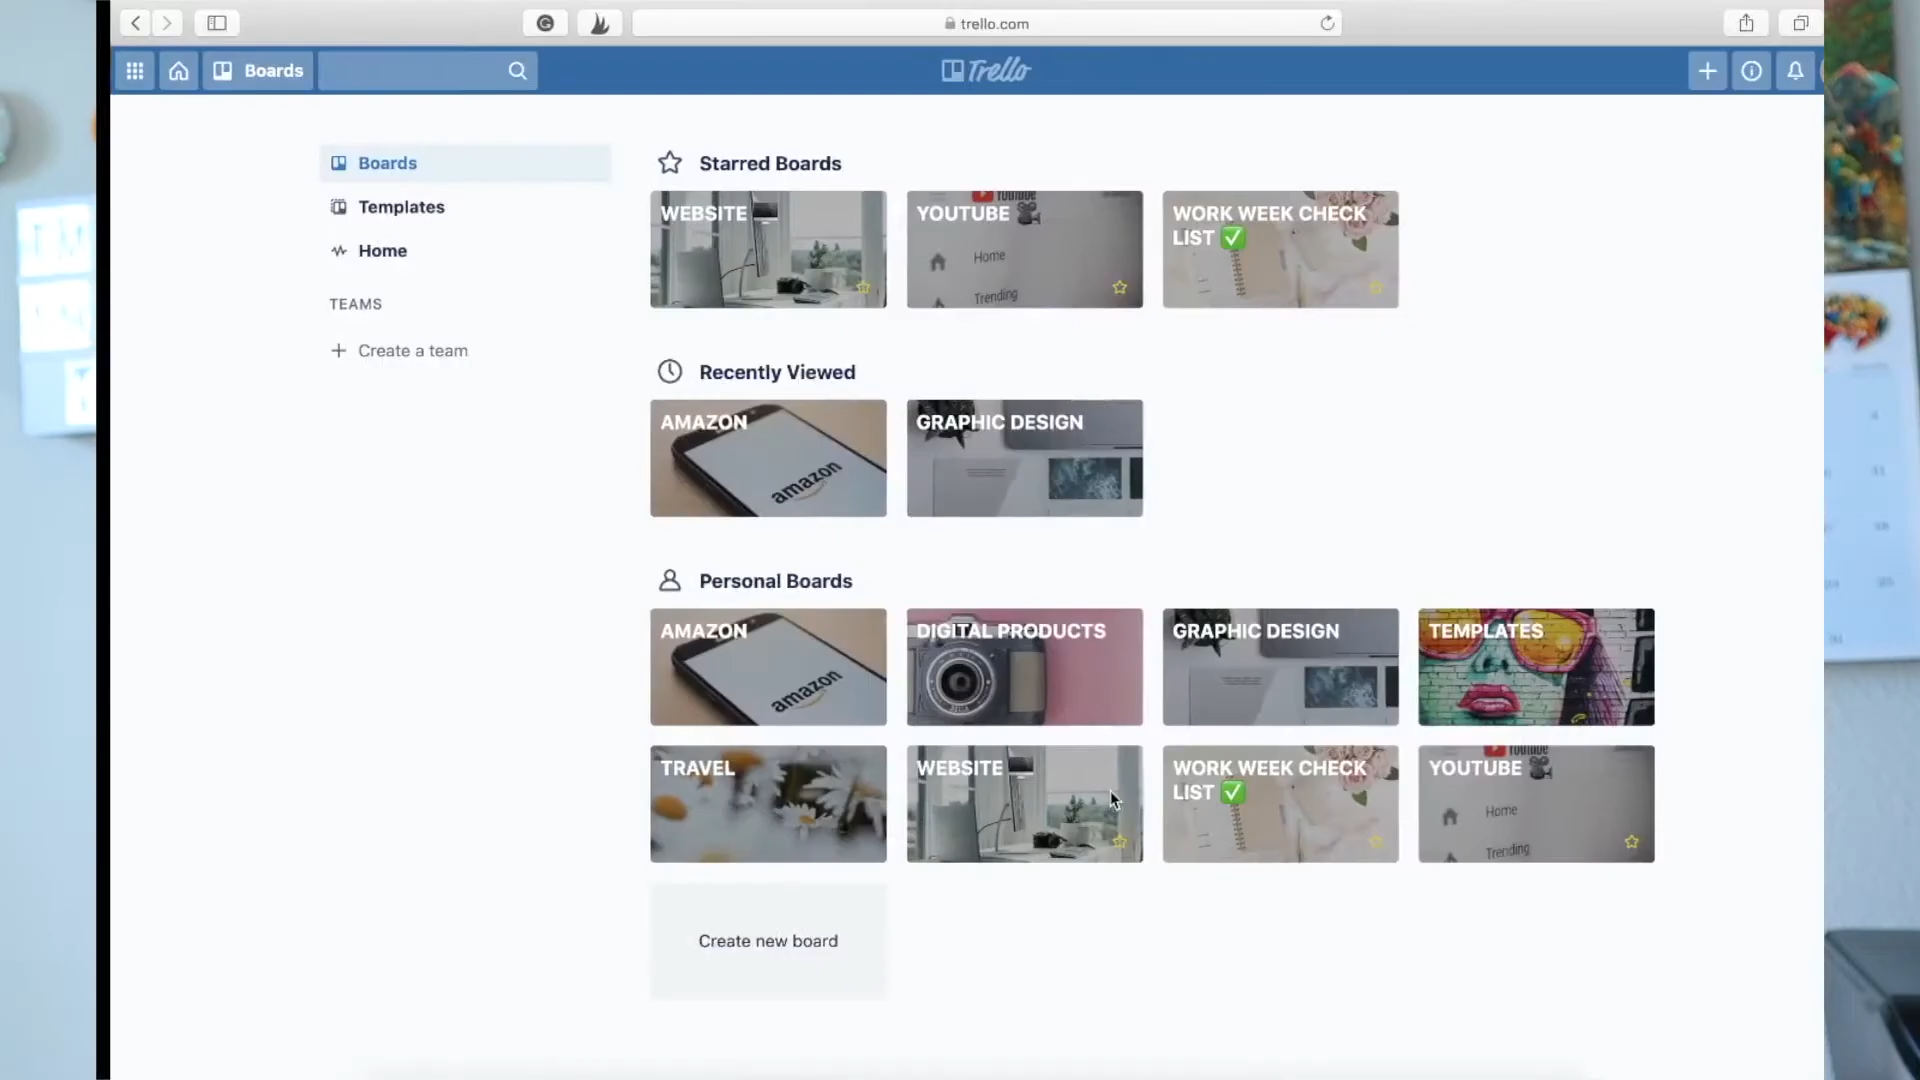 trello.com
Boards
Trello
Boards
Templates
Home
TEAMS
Create a team
Starred Boards
WEBSITE
YOUTUBE
WORK WEEK CHECK
LIST ✅
YouTube
Home
Trending
Recently Viewed
AMAZON
GRAPHIC DESIGN
amazon
Personal Boards
AMAZON
DIGITAL PRODUCTS
GRAPHIC DESIGN
TEMPLATES
amazon
TRAVEL
WEBSITE
WORK WEEK CHECK
LIST ✅
YOUTUBE
YouTube
Home
Trending
Create new board